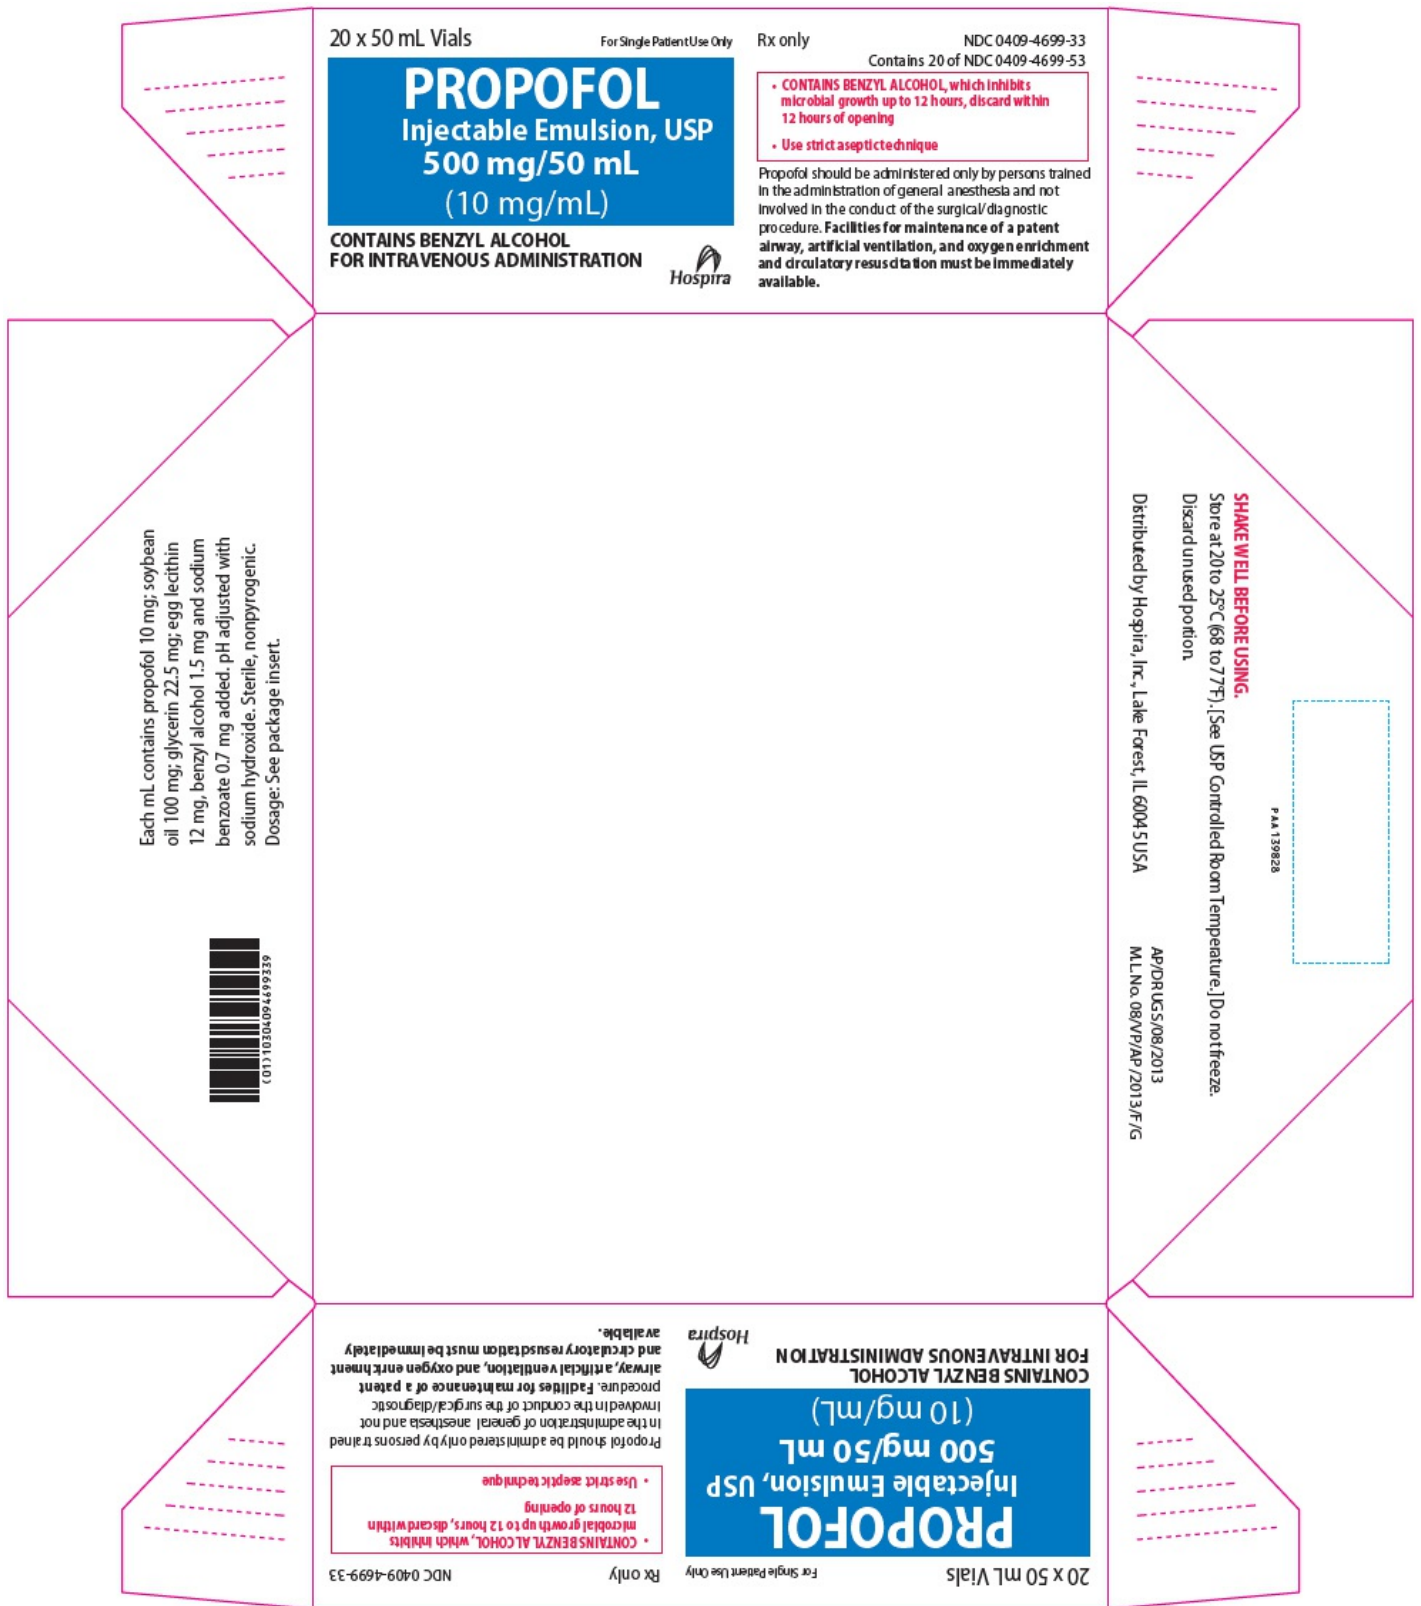 20 x 50 mL Vials
For Single Patient Use Only
PROPOFOL
Injectable Emulsion, USP
500 mg/50 mL
(10 mg/mL)
CONTAINS BENZYL ALCOHOL
FOR INTRAVENOUS ADMINISTRATION
Hospira
Rx only
NDC 0409-4699-33
Contains 20 of NDC 0409-4699-53
• CONTAINS BENZYL ALCOHOL, which inhibits
microbial growth up to 12 hours, discard within
12 hours of opening
• Use strict aseptic technique
Propofol should be administered only by persons trained
in the administration of general anesthesia and not
involved in the conduct of the surgical/diagnostic
procedure. Facilities for maintenance of a patent
airway, artificial ventilation, and oxygen enrichment
and circulatory resuscitation must be immediately
available.
Each mL contains propofol 10 mg; soybean
oil 100 mg; glycerin 22.5 mg; egg lecithin
12 mg, benzyl alcohol 1.5 mg and sodium
benzoate 0.7 mg added. pH adjusted with
sodium hydroxide. Sterile, nonpyrogenic.
Dosage: See package insert.
(01)10304094699339
SHAKE WELL BEFORE USING.
Store at 20 to 25°C (68 to 77°F). [See USP Controlled Room Temperature.] Do not freeze.
Discard unused portion.
Distributed by Hospira, Inc., Lake Forest, IL 60045 USA
AP/DRUGS/08/2013
M.L.No. 08/VP/AP/2013/F/G
PAA139828
20 x 50 mL Vials
For Single Patient Use Only
PROPOFOL
Injectable Emulsion, USP
500 mg/50 mL
(10 mg/mL)
CONTAINS BENZYL ALCOHOL
FOR INTRAVENOUS ADMINISTRATION
Hospira
Rx only
NDC 0409-4699-33
• CONTAINS BENZYL ALCOHOL, which inhibits
microbial growth up to 12 hours, discard within
12 hours of opening
• Use strict aseptic technique
Propofol should be administered only by persons trained
in the administration of general anesthesia and not
involved in the conduct of the surgical/diagnostic
procedure. Facilities for maintenance of a patent
airway, artificial ventilation, and oxygen enrichment
and circulatory resuscitation must be immediately
available.